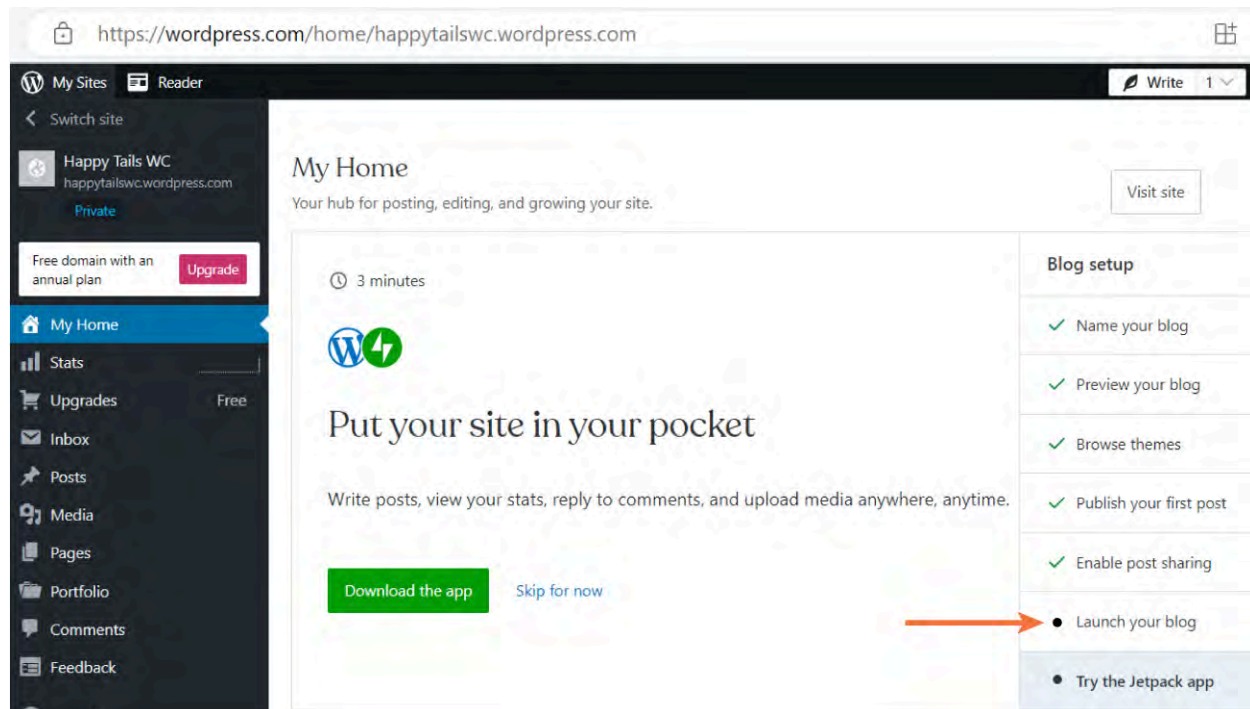 https://wordpress.com/home/happytailswc.wordpress.com
My Sites Reader Write 1
Switch site
Happy Tails WC
happytailswc.wordpress.com
Private
Free domain with an
annual plan
Upgrade
My Home
Stats
Upgrades Free
Inbox
Posts
Media
Pages
Portfolio
Comments
Feedback
My Home
Your hub for posting, editing, and growing your site.
Visit site
3 minutes
Put your site in your pocket
Write posts, view your stats, reply to comments, and upload media anywhere, anytime.
Download the app Skip for now
Blog setup
Name your blog
Preview your blog
Browse themes
Publish your first post
Enable post sharing
Launch your blog
Try the Jetpack app